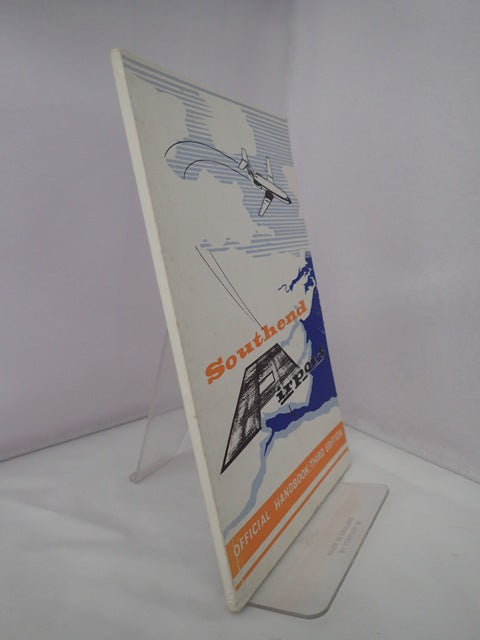 Southend
Airport
OFFICIAL HANDBOOK·THIRD EDITION